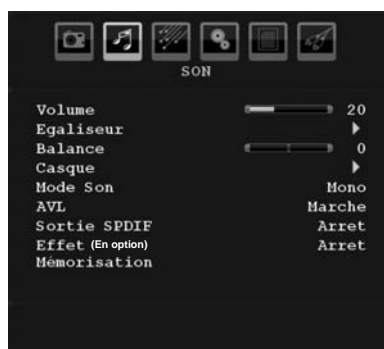 SON
Volume 20
Egaliseur
Balance 0
Casque
Mode Son Mono
AVL Marche
Sortie SPDIF Arret
Effet (En option) Arret
Mémorisation